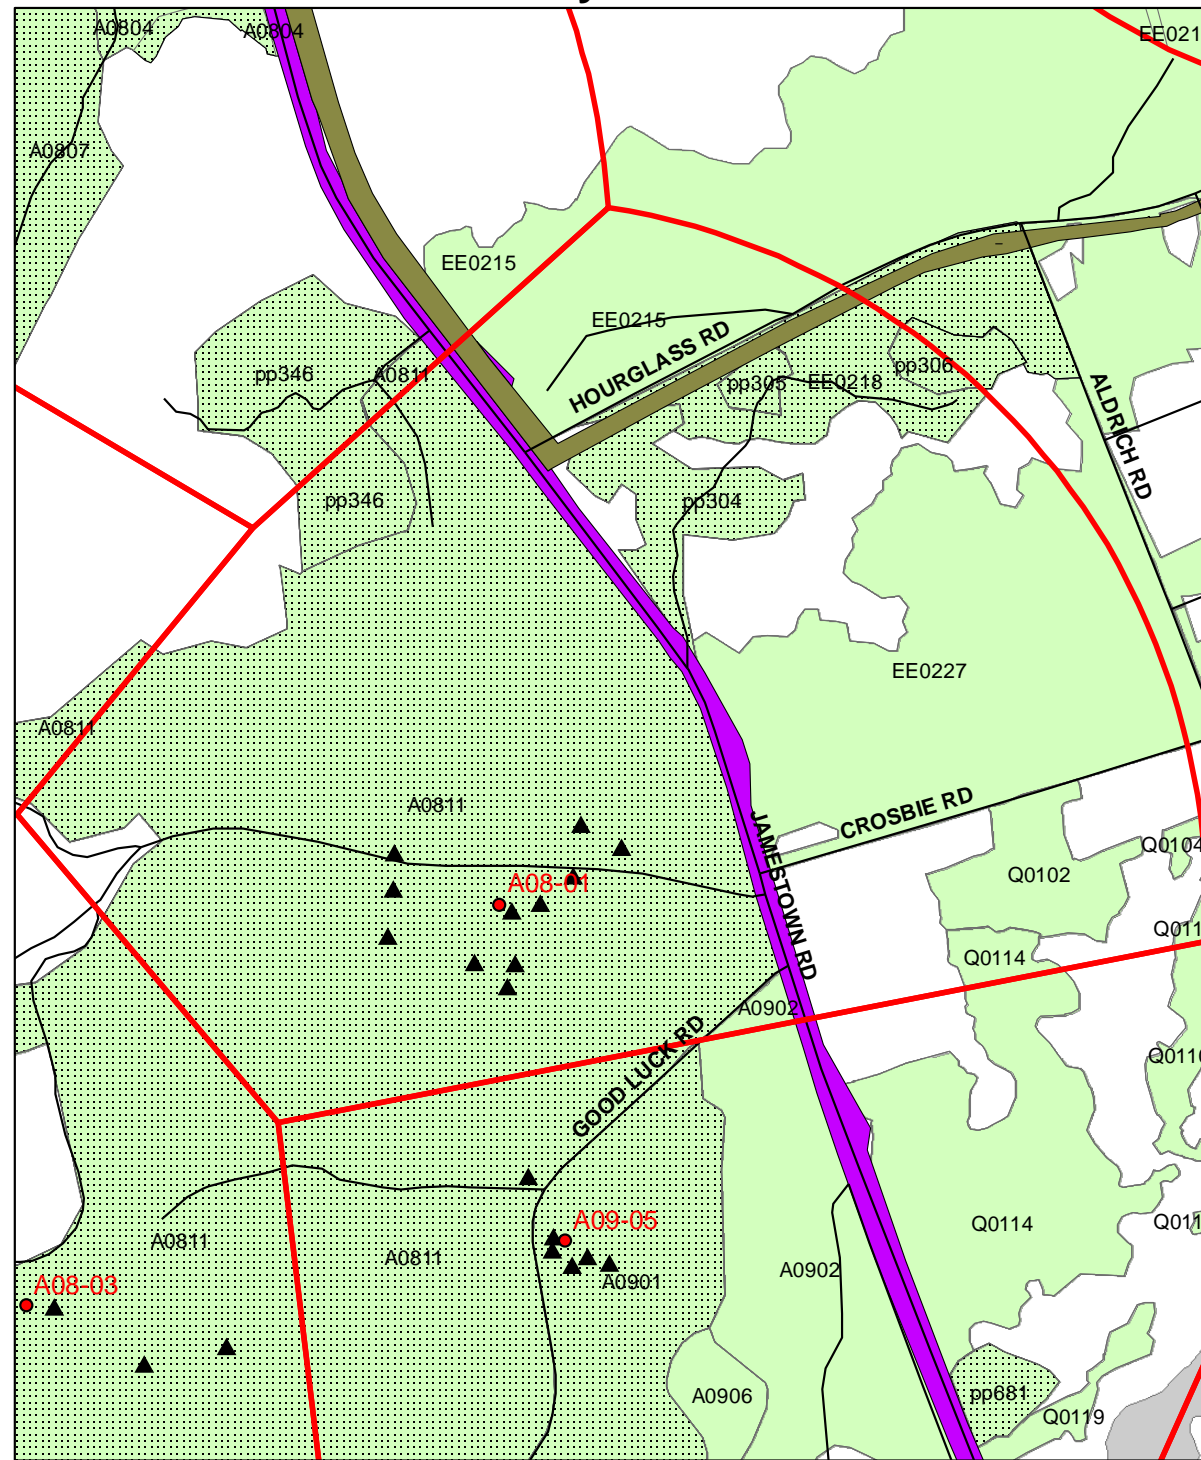 A0804
A0804
EE021
A0807
EE0215
EE0215
HOURGLASS RD
pp346
A0811
pp305
EE0218
pp306
ALDRICH RD
pp346
pp304
EE0227
A0811
A0811
CROSBIE RD
JAMESTOWN RD
Q0104
A08-01
Q0102
Q011
Q0114
A0902
GOOD LUCK RD
Q0110
A09-05
A0811
A0811
Q0114
Q011
A0902
A0901
A08-03
A0906
pp681
Q0119